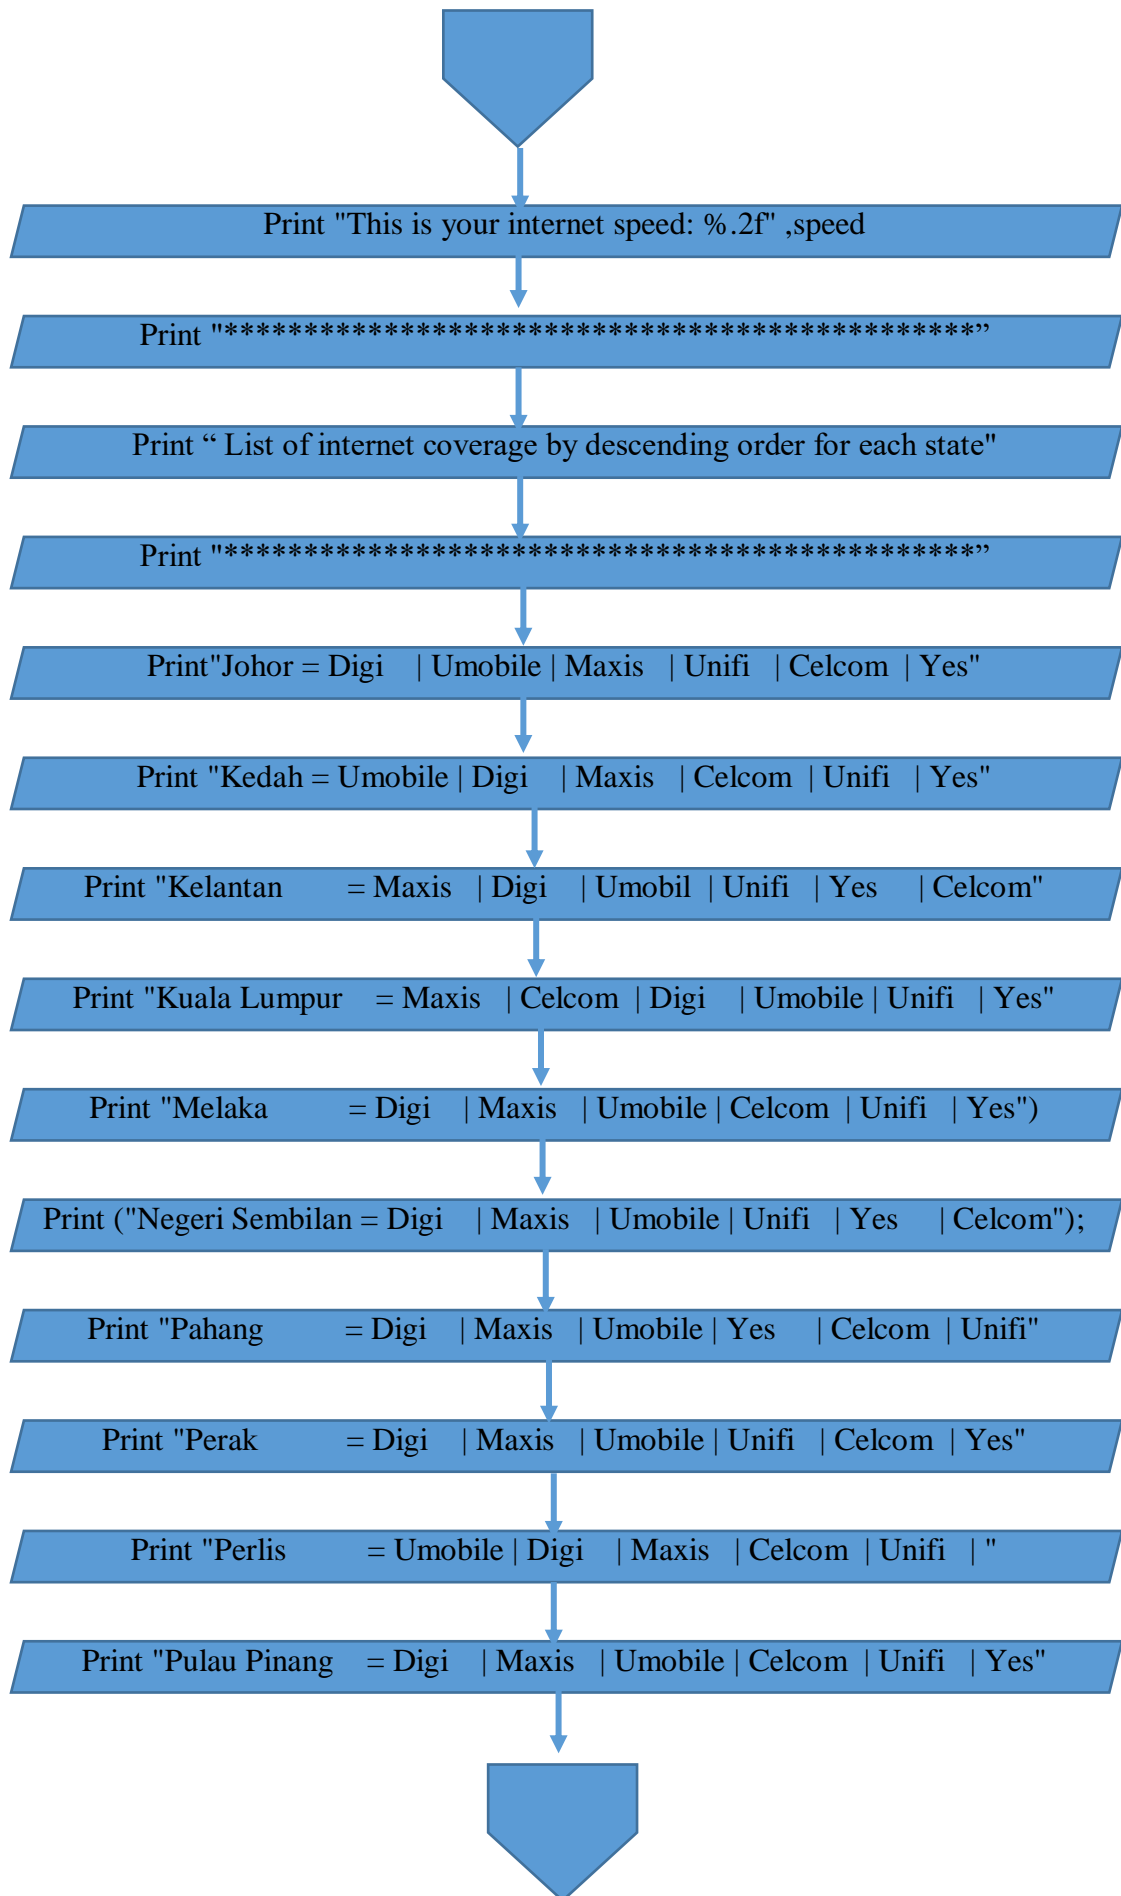 Print "This is your internet speed: %.2f" ,speed
Print "***********************************************”
Print “ List of internet coverage by descending order for each state"
Print "***********************************************”
Print"Johor = Digi | Umobile | Maxis | Unifi | Celcom | Yes"
Print "Kedah = Umobile | Digi | Maxis | Celcom | Unifi | Yes"
Print "Kelantan = Maxis | Digi | Umobil | Unifi | Yes | Celcom"
Print "Kuala Lumpur = Maxis | Celcom | Digi | Umobile | Unifi | Yes"
Print "Melaka = Digi | Maxis | Umobile | Celcom | Unifi | Yes")
Print ("Negeri Sembilan = Digi | Maxis | Umobile | Unifi | Yes | Celcom");
Print "Pahang = Digi | Maxis | Umobile | Yes | Celcom | Unifi"
Print "Perak = Digi | Maxis | Umobile | Unifi | Celcom | Yes"
Print "Perlis = Umobile | Digi | Maxis | Celcom | Unifi | "
Print "Pulau Pinang = Digi | Maxis | Umobile | Celcom | Unifi | Yes"